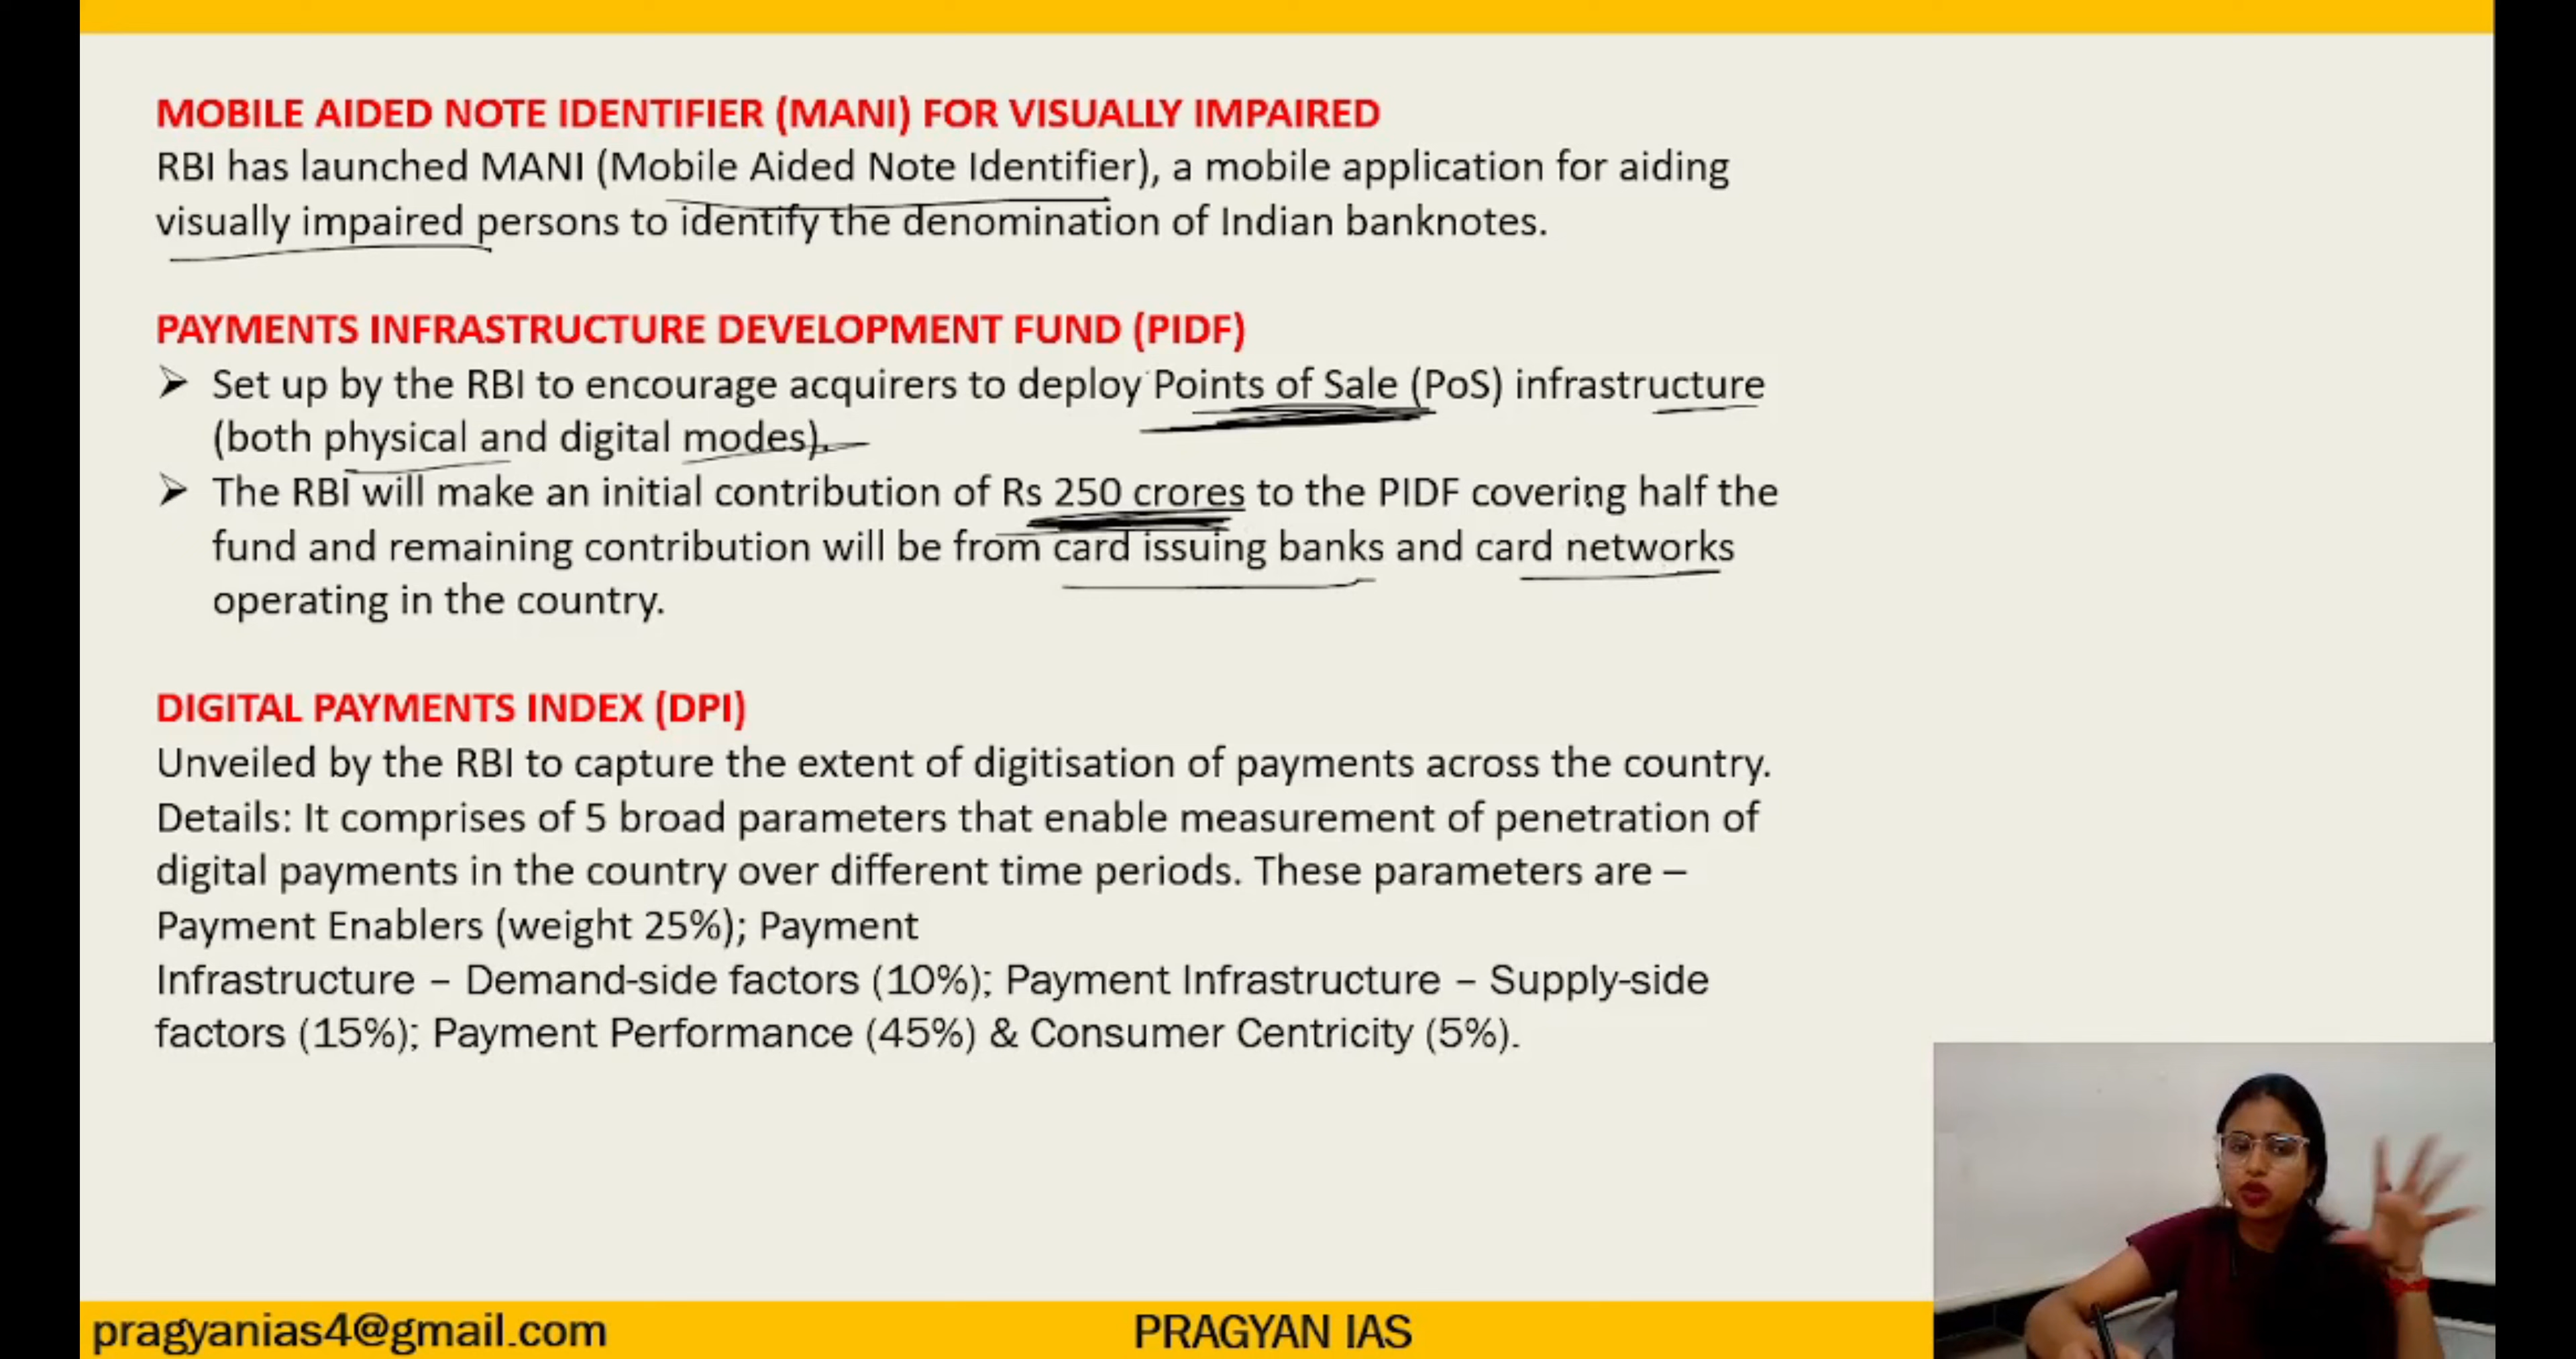 MOBILE AIDED NOTE IDENTIFIER (MANI) FOR VISUALLY IMPAIRED
RBI has launched MANI (Mobile Aided Note Identifier), a mobile application for aiding
visually impaired persons to identify the denomination of Indian banknotes.
PAYMENTS INFRASTRUCTURE DEVELOPMENT FUND (PIDF)
➤ Set up by the RBI to encourage acquirers to deploy Points of Sale (PoS) infrastructure
(both physical and digital modes).
➤ The RBI will make an initial contribution of Rs 250 crores to the PIDF covering half the
fund and remaining contribution will be from card issuing banks and card networks
operating in the country.
DIGITAL PAYMENTS INDEX (DPI)
Unveiled by the RBI to capture the extent of digitisation of payments across the country.
Details: It comprises of 5 broad parameters that enable measurement of penetration of
digital payments in the country over different time periods. These parameters are –
Payment Enablers (weight 25%); Payment
Infrastructure – Demand-side factors (10%); Payment Infrastructure – Supply-side
factors (15%); Payment Performance (45%) & Consumer Centricity (5%).
pragyanias4@gmail.com
PRAGYAN IAS